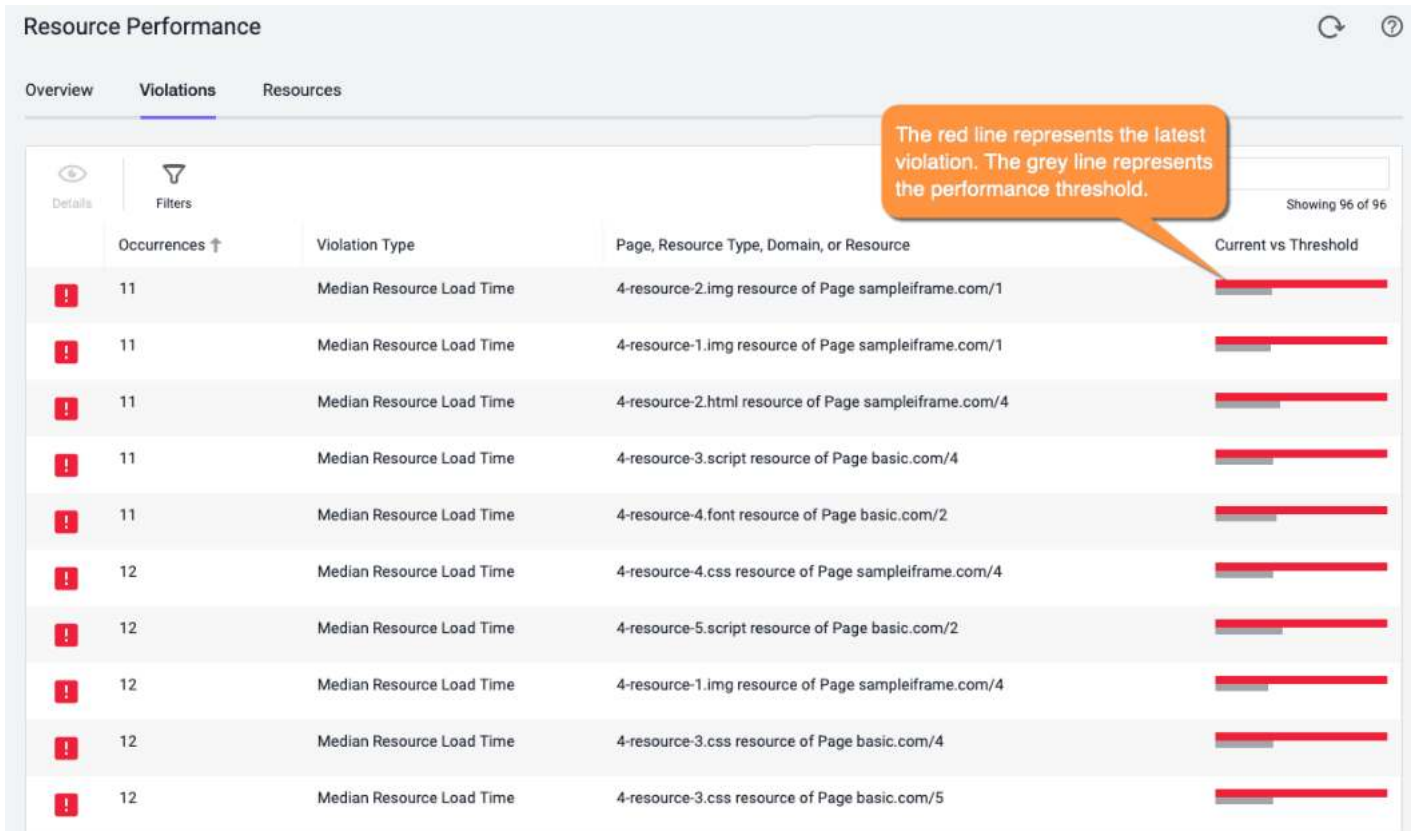 Resource Performance
Overview Violations Resources
The red line represents the latest
violation. The grey line represents
the performance threshold.
Details Filters
Showing 96 of 96
Occurrences Violation Type Page, Resource Type, Domain, or Resource Current vs Threshold
11 Median Resource Load Time 4-resource-2.img resource of Page sampleiframe.com/1
11 Median Resource Load Time 4-resource-1.img resource of Page sampleiframe.com/1
11 Median Resource Load Time 4-resource-2.html resource of Page sampleiframe.com/4
11 Median Resource Load Time 4-resource-3.script resource of Page basic.com/4
11 Median Resource Load Time 4-resource-4.font resource of Page basic.com/2
12 Median Resource Load Time 4-resource-4.css resource of Page sampleiframe.com/4
12 Median Resource Load Time 4-resource-5.script resource of Page basic.com/2
12 Median Resource Load Time 4-resource-1.img resource of Page sampleiframe.com/4
12 Median Resource Load Time 4-resource-3.css resource of Page basic.com/4
12 Median Resource Load Time 4-resource-3.css resource of Page basic.com/5